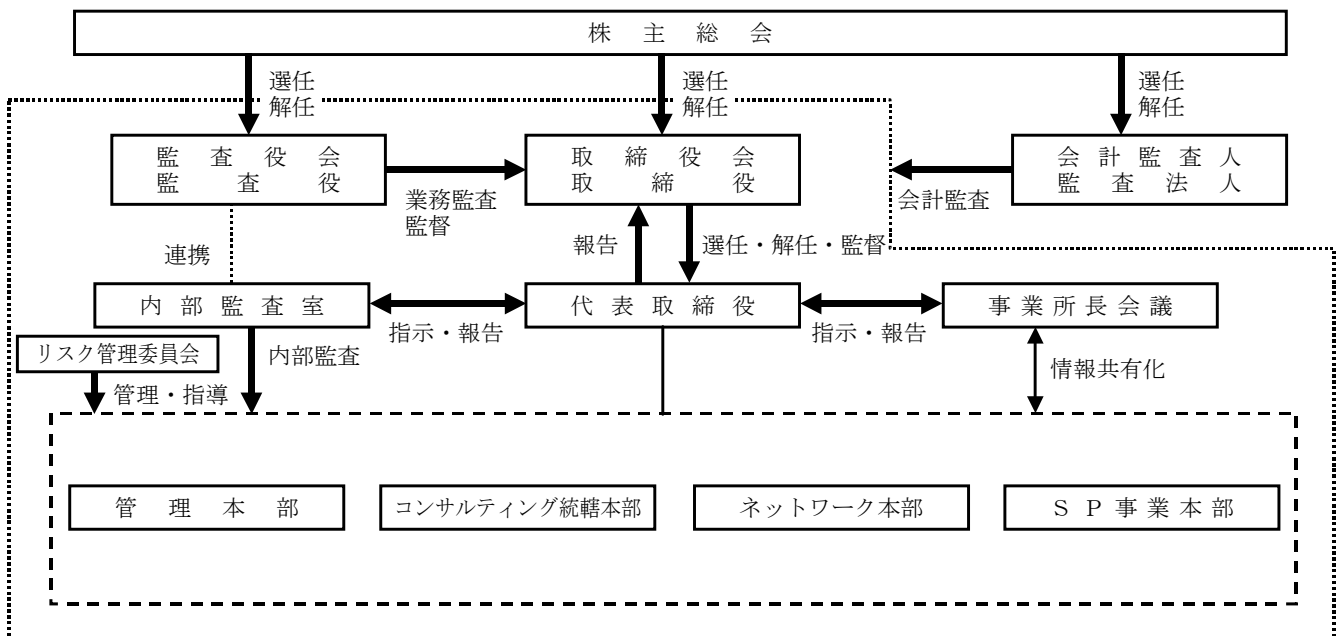 株主総会
選任
解任
選任
解任
選任
解任
監査役会
監査役
取締役会
取締役
会計監査人
監査法人
業務監査
監督
会計監査
連携
報告
選任・解任・監督
内部監査室
代表取締役
事業所長会議
指示・報告
指示・報告
リスク管理委員会
内部監査
情報共有化
管理・指導
管理本部
コンサルティング統轄本部
ネットワーク本部
ＳＰ事業本部